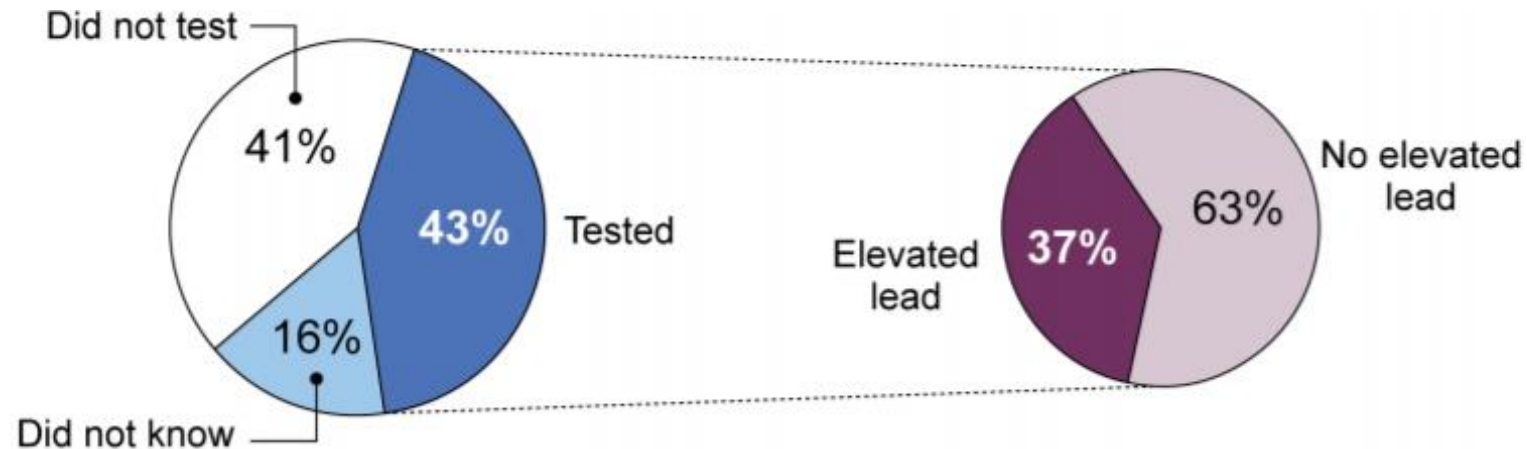 Did not test
41%
43%
Tested
16%
Did not know
No elevated
lead
63%
37%
Elevated
lead